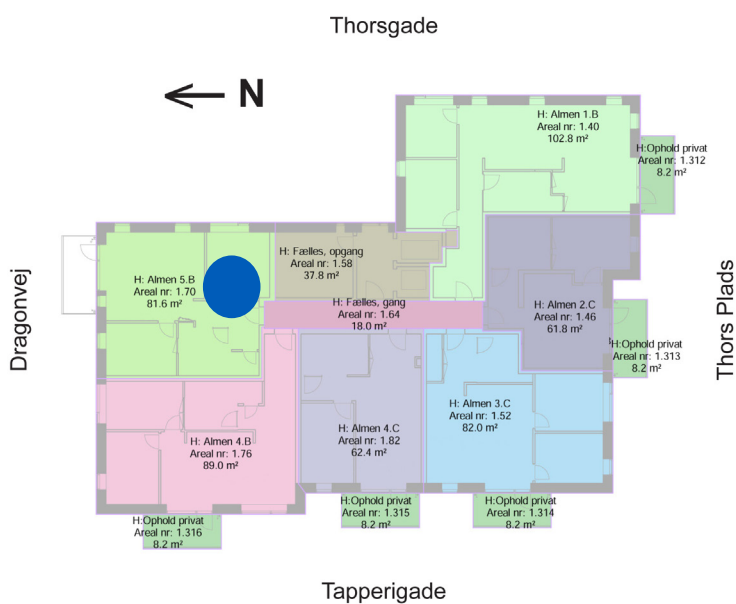 Thorsgade
N
H: Almen 1.B
Areal nr: 1.40
102.8 m²
H:Ophold privat
Areal nr: 1.312
8.2 m²
H: Fælles, opgang
Areal nr: 1.58
37.8 m²
H: Almen 5.B
Areal nr: 1.70
81.6 m²
H: Fælles, gang
Areal nr: 1.64
18.0 m²
H: Almen 2.C
Areal nr: 1.46
61.8 m²
Dragonvej
Thors Plads
H:Ophold privat
Areal nr: 1.313
8.2 m²
H: Almen 3.C
Areal nr: 1.52
82.0 m²
H: Almen 4.C
Areal nr: 1.82
62.4 m²
H: Almen 4.B
Areal nr: 1.76
89.0 m²
H:Ophold privat
Areal nr: 1.316
8.2 m²
H:Ophold privat
Areal nr: 1.315
8.2 m²
H:Ophold privat
Areal nr: 1.314
8.2 m²
Tapperigade